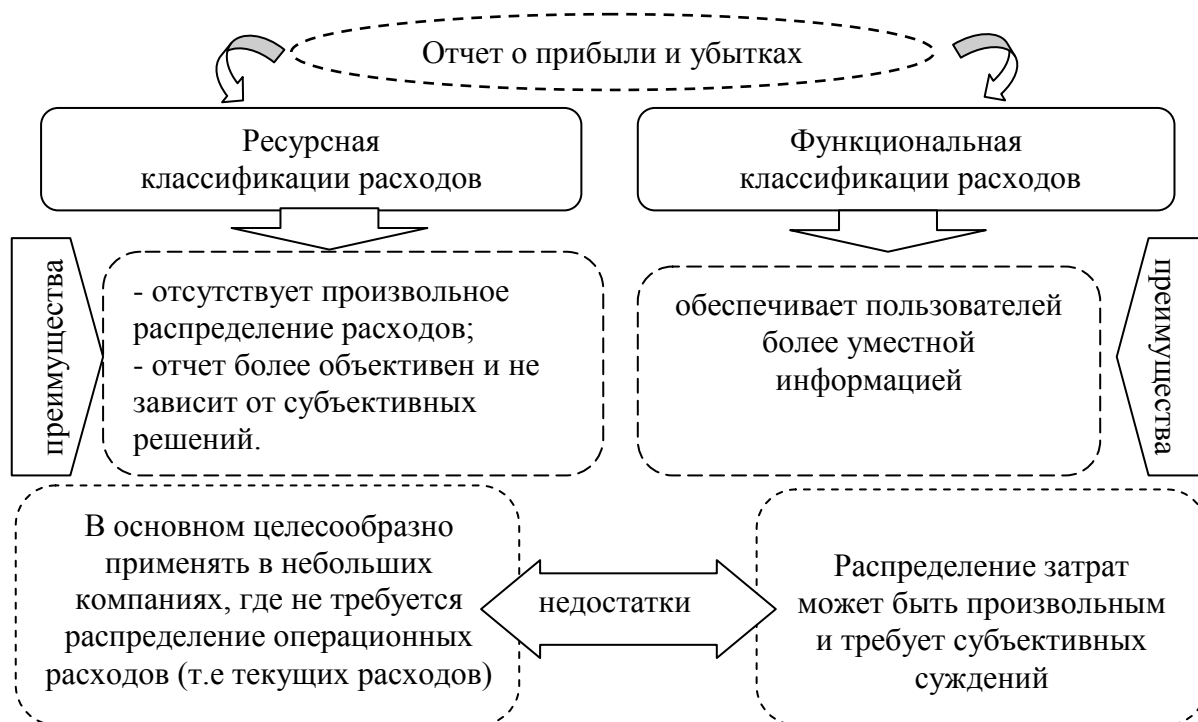 Отчет о прибыли и убытках
Ресурсная
классификации расходов
Функциональная
классификации расходов
преимущества
- отсутствует произвольное
распределение расходов;
- отчет более объективен и не
зависит от субъективных
решений.
обеспечивает пользователей
более уместной
информацией
преимущества
В основном целесообразно
применять в небольших
компаниях, где не требуется
распределение операционных
расходов (т.е текущих расходов)
недостатки
Распределение затрат
может быть произвольным
и требует субъективных
суждений